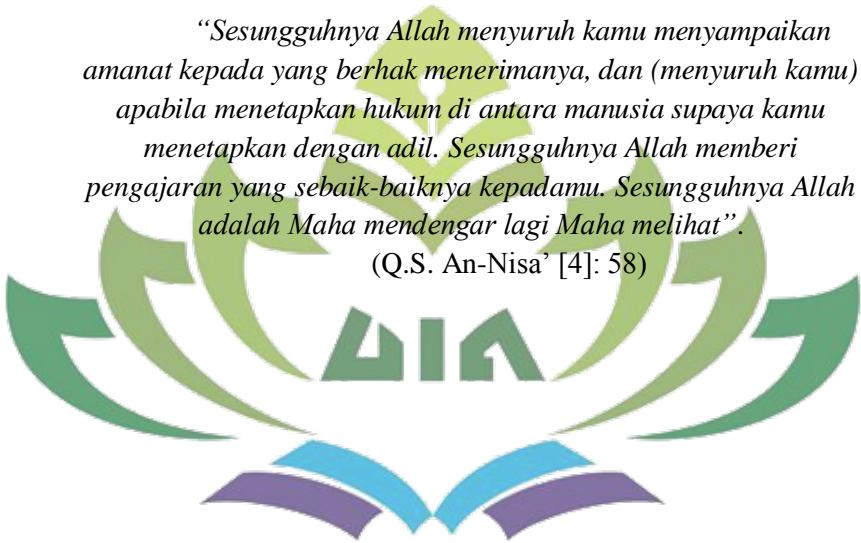 “Sesungguhnya Allah menyuruh kamu menyampaikan
amanat kepada yang berhak menerimanya, dan (menyuruh kamu)
apabila menetapkan hukum di antara manusia supaya kamu
menetapkan dengan adil. Sesungguhnya Allah memberi
pengajaran yang sebaik-baiknya kepadamu. Sesungguhnya Allah
adalah Maha mendengar lagi Maha melihat”.
(Q.S. An-Nisa’ [4]: 58)
UIN